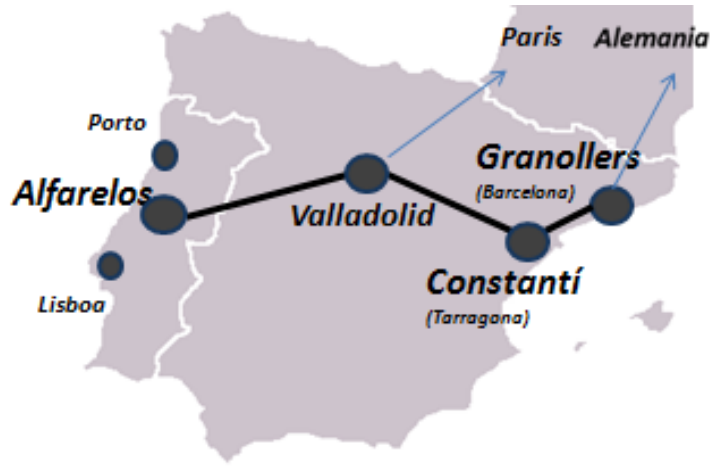 Paris
Alemania
Porto
Granollers
(Barcelona)
Alfarelos
Valladolid
Constantí
(Tarragona)
Lisboa